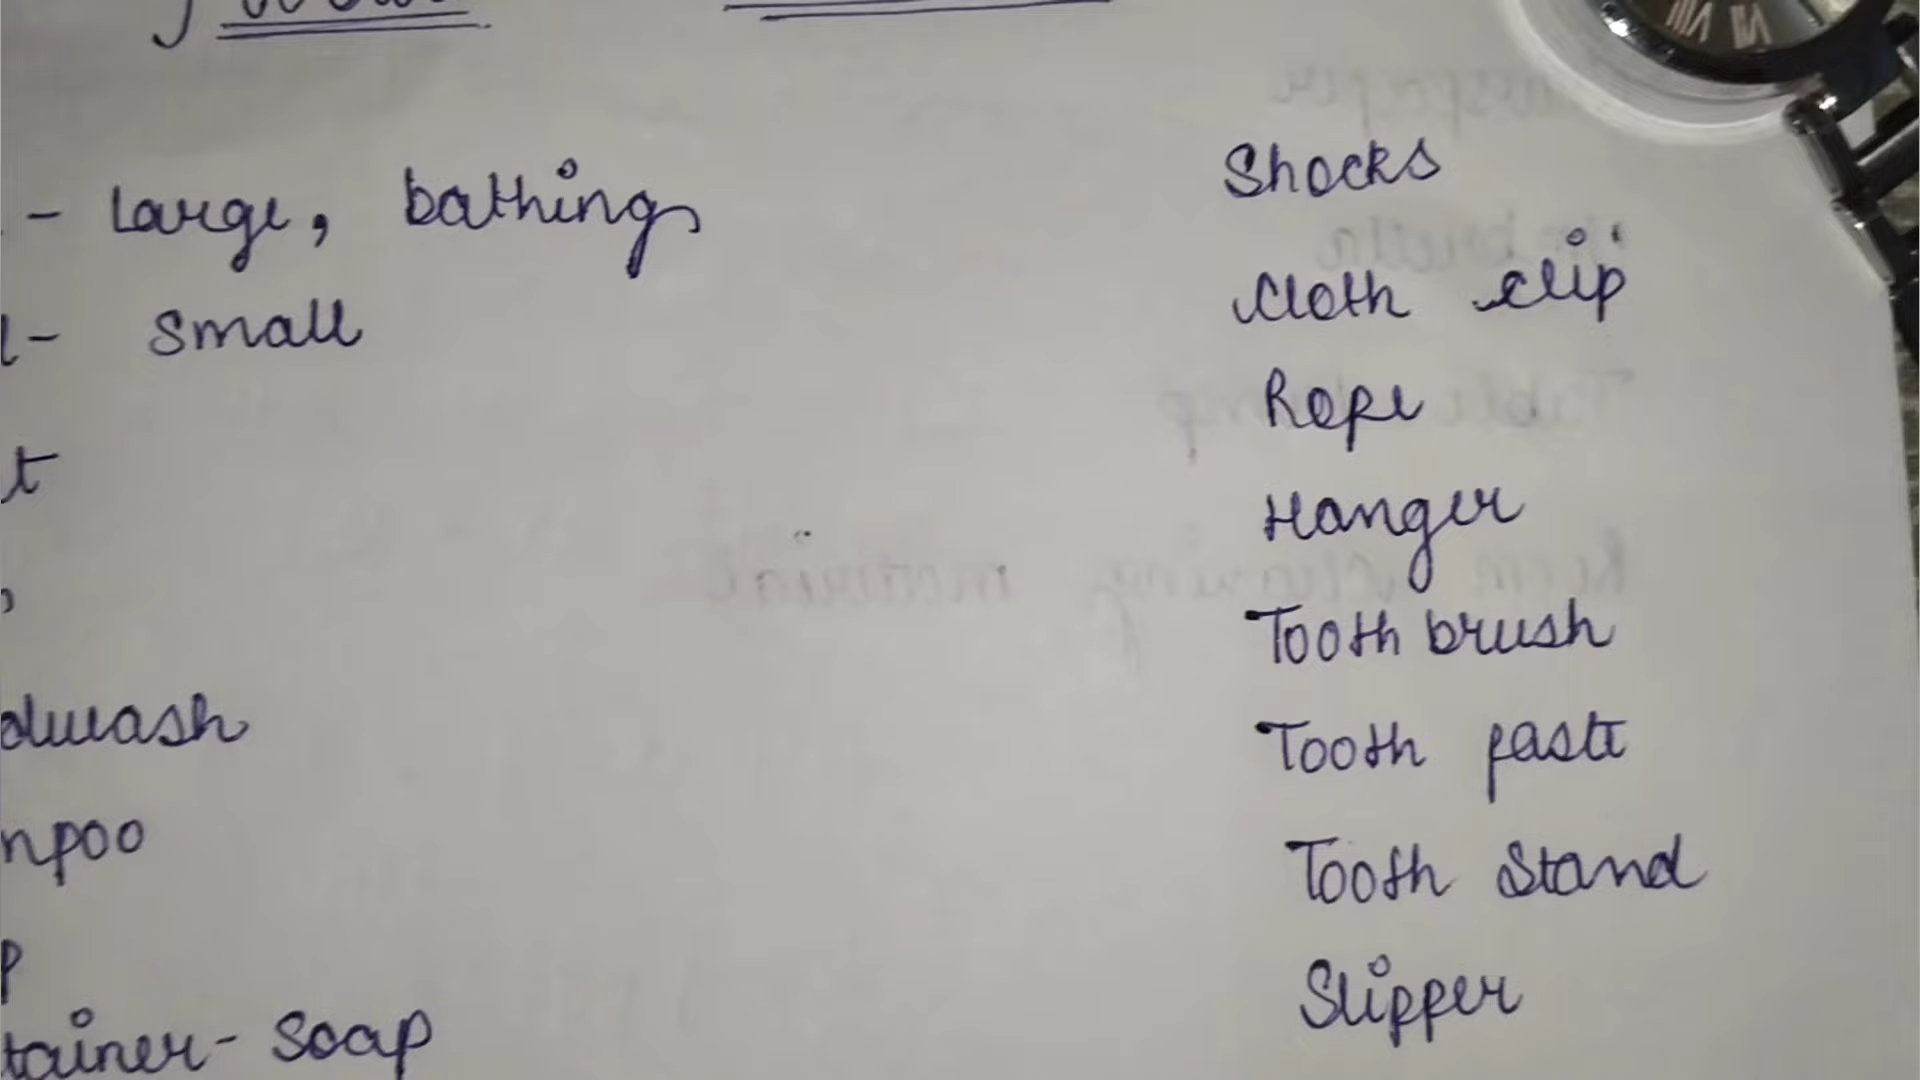 - Large, bathing
l- Small
t
dwash
npoo
p
tainer- Soap
Shocks
Cloth clip
Rope
Hanger
Tooth brush
Tooth paste
Tooth Stand
Slipper